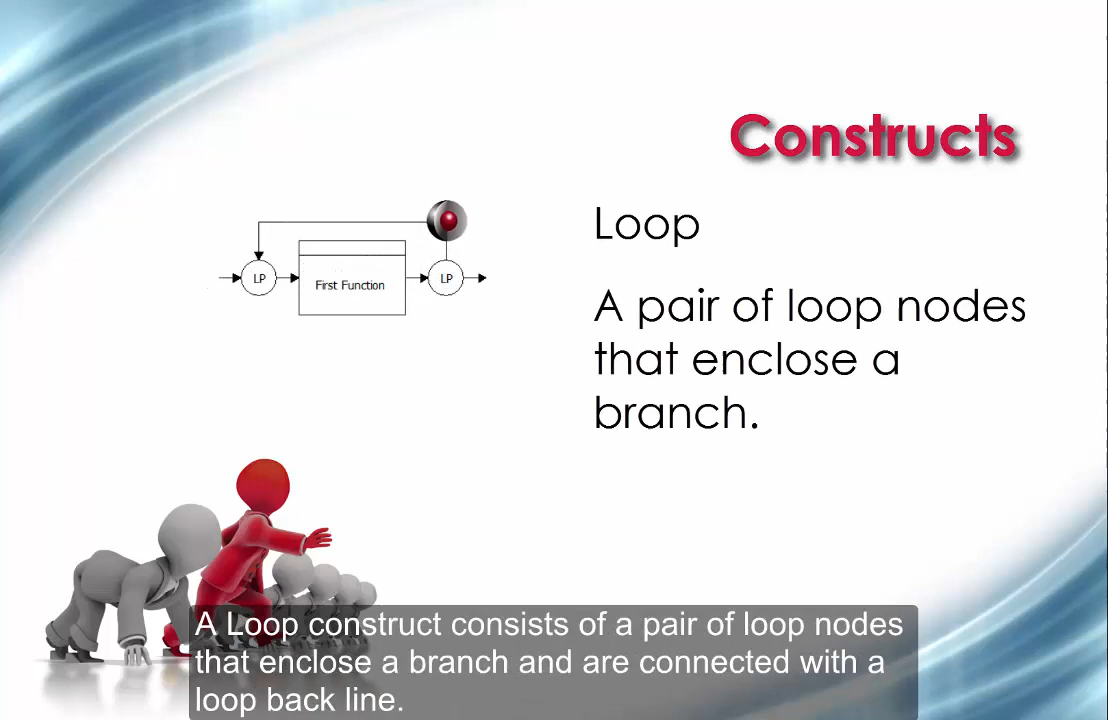 Constructs
Loop
A pair of loop nodes
that enclose a
branch.
LP
First Function
LP
A Loop construct consists of a pair of loop nodes
that enclose a branch and are connected with a
loop back line.